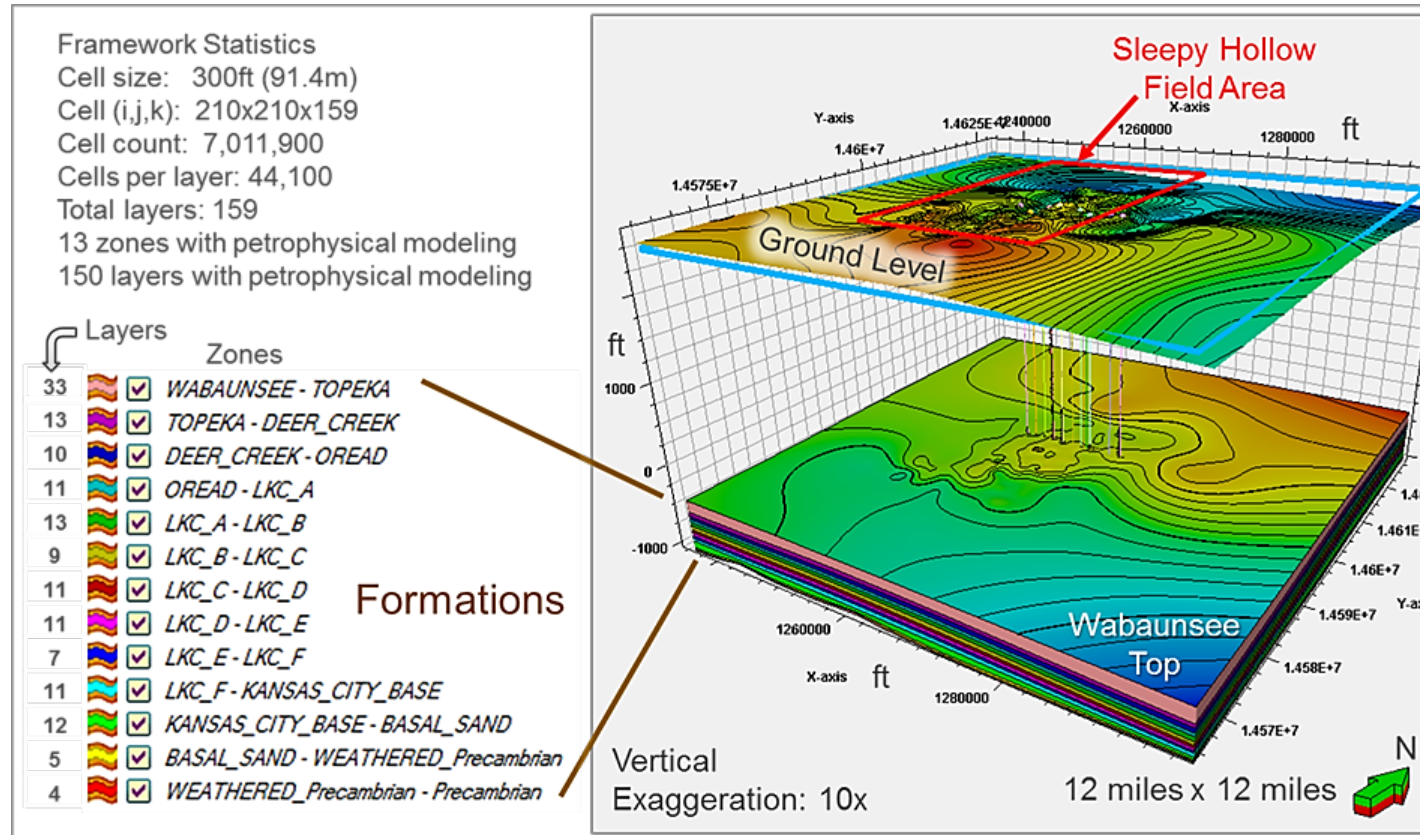 Framework Statistics
Cell size: 300ft (91.4m)
Cell (i,j,k): 210x210x159
Cell count: 7,011,900
Cells per layer: 44,100
Total layers: 159
13 zones with petrophysical modeling
150 layers with petrophysical modeling
Layers
Zones
33 WABAUNSEE - TOPEKA
13 TOPEKA - DEER_CREEK
10 DEER_CREEK - OREAD
11 OREAD - LKC_A
13 LKC_A - LKC_B
9 LKC_B - LKC_C
11 LKC_C - LKC_D
11 LKC_D - LKC_E
7 LKC_E - LKC_F
11 LKC_F - KANSAS_CITY_BASE
12 KANSAS_CITY_BASE - BASAL_SAND
5 BASAL_SAND - WEATHERED_Precambrian
4 WEATHERED_Precambrian - Precambrian
Formations
Sleepy Hollow
Field Area
X-axis
Y-axis
1240000
1260000
1280000
ft
1.4625E+7
1.46E+7
1.4575E+7
Ground Level
ft
1000
0
-1000
1.461E
1.46E+7
1.459E+7
1.458E+7
1.457E+7
Wabaunsee
Top
1260000
X-axis
ft
1280000
Vertical
Exaggeration: 10x
12 miles x 12 miles
N